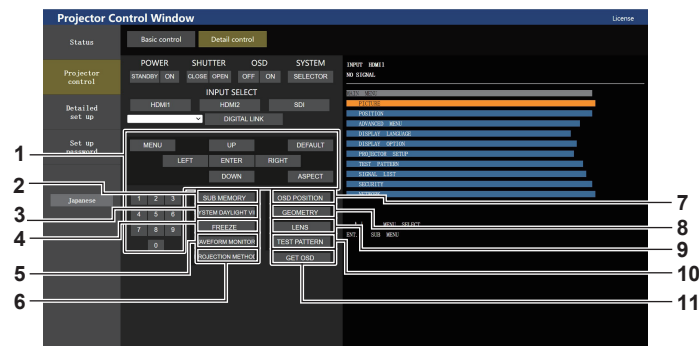 Projector Control Window
License
Status
Projector
control
Detailed
set up
Set up
password
Japanese
Basic control
Detail control
POWER SHUTTER OSD SYSTEM
STANDBY ON CLOSE OPEN OFF ON SELECTOR
INPUT SELECT
HDMI1 HDMI2 SDI
DIGITAL LINK
MENU UP DEFAULT
LEFT ENTER RIGHT
DOWN ASPECT
1 2 3
4 5 6
7 8 9
0
SUB MEMORY
YSTEM DAYLIGHT VI
FREEZE
AVEFORM MONITOR
ROJECTION METHOD
OSD POSITION
GEOMETRY
LENS
TEST PATTERN
GET OSD
INPUT HDMI1
NO SIGNAL
MAIN MENU
PICTURE
POSITION
ADVANCED MENU
DISPLAY LANGUAGE
DISPLAY OPTION
PROJECTOR SETUP
TEST PATTERN
SIGNAL LIST
SECURITY
NETWORK
MENU SELECT
ENT. SUB MENU
1
2
3
4
5
6
7
8
9
10
11